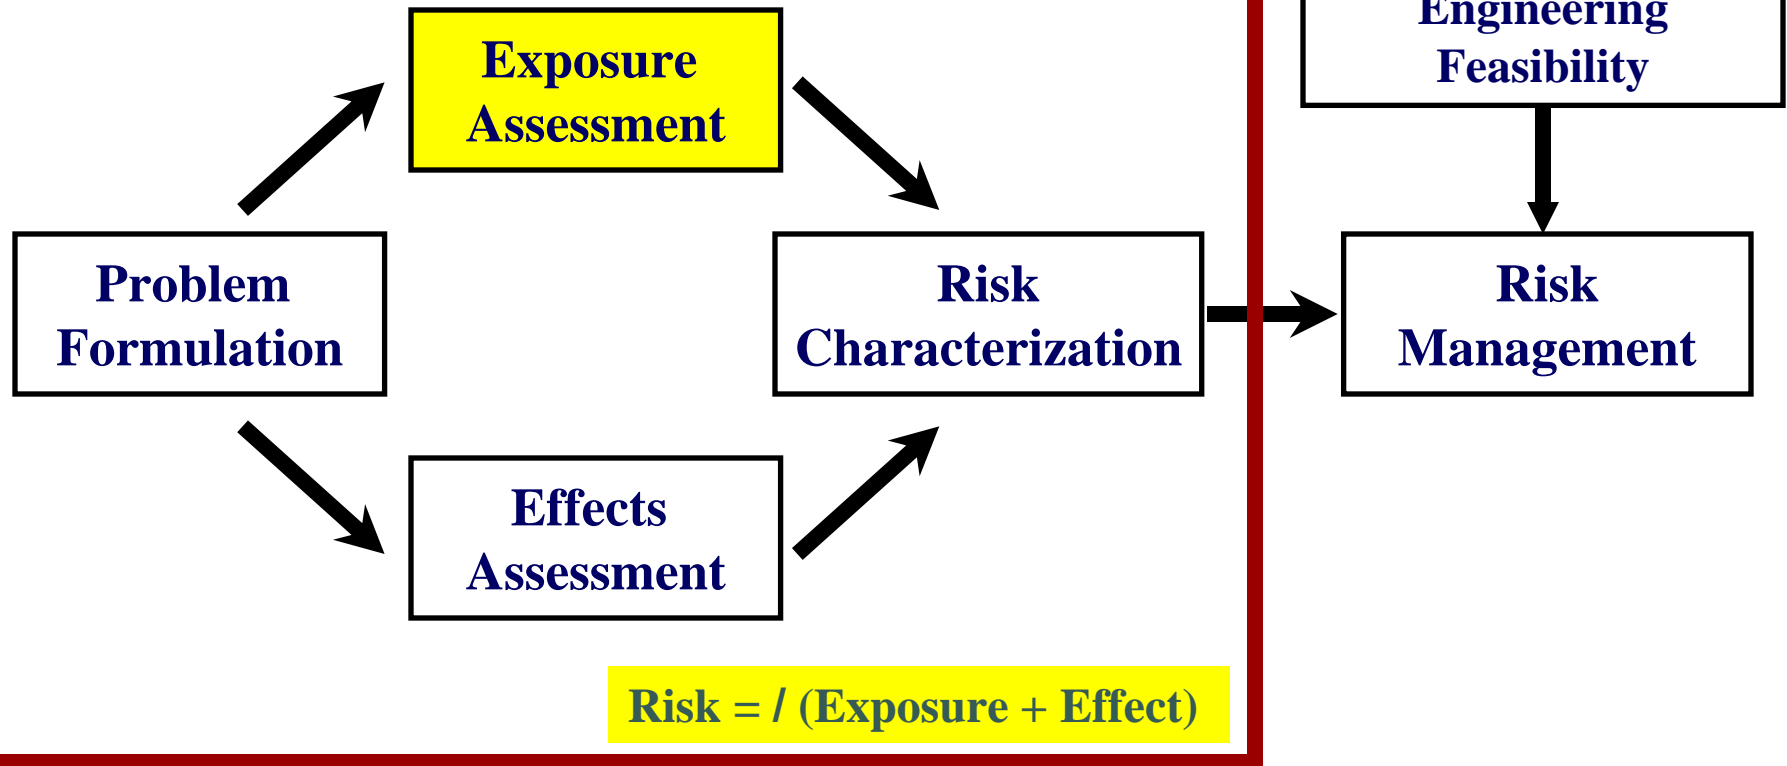 Exposure
Assessment
Engineering
Feasibility
Problem
Formulation
Risk
Characterization
Risk
Management
Effects
Assessment
Risk = / (Exposure + Effect)